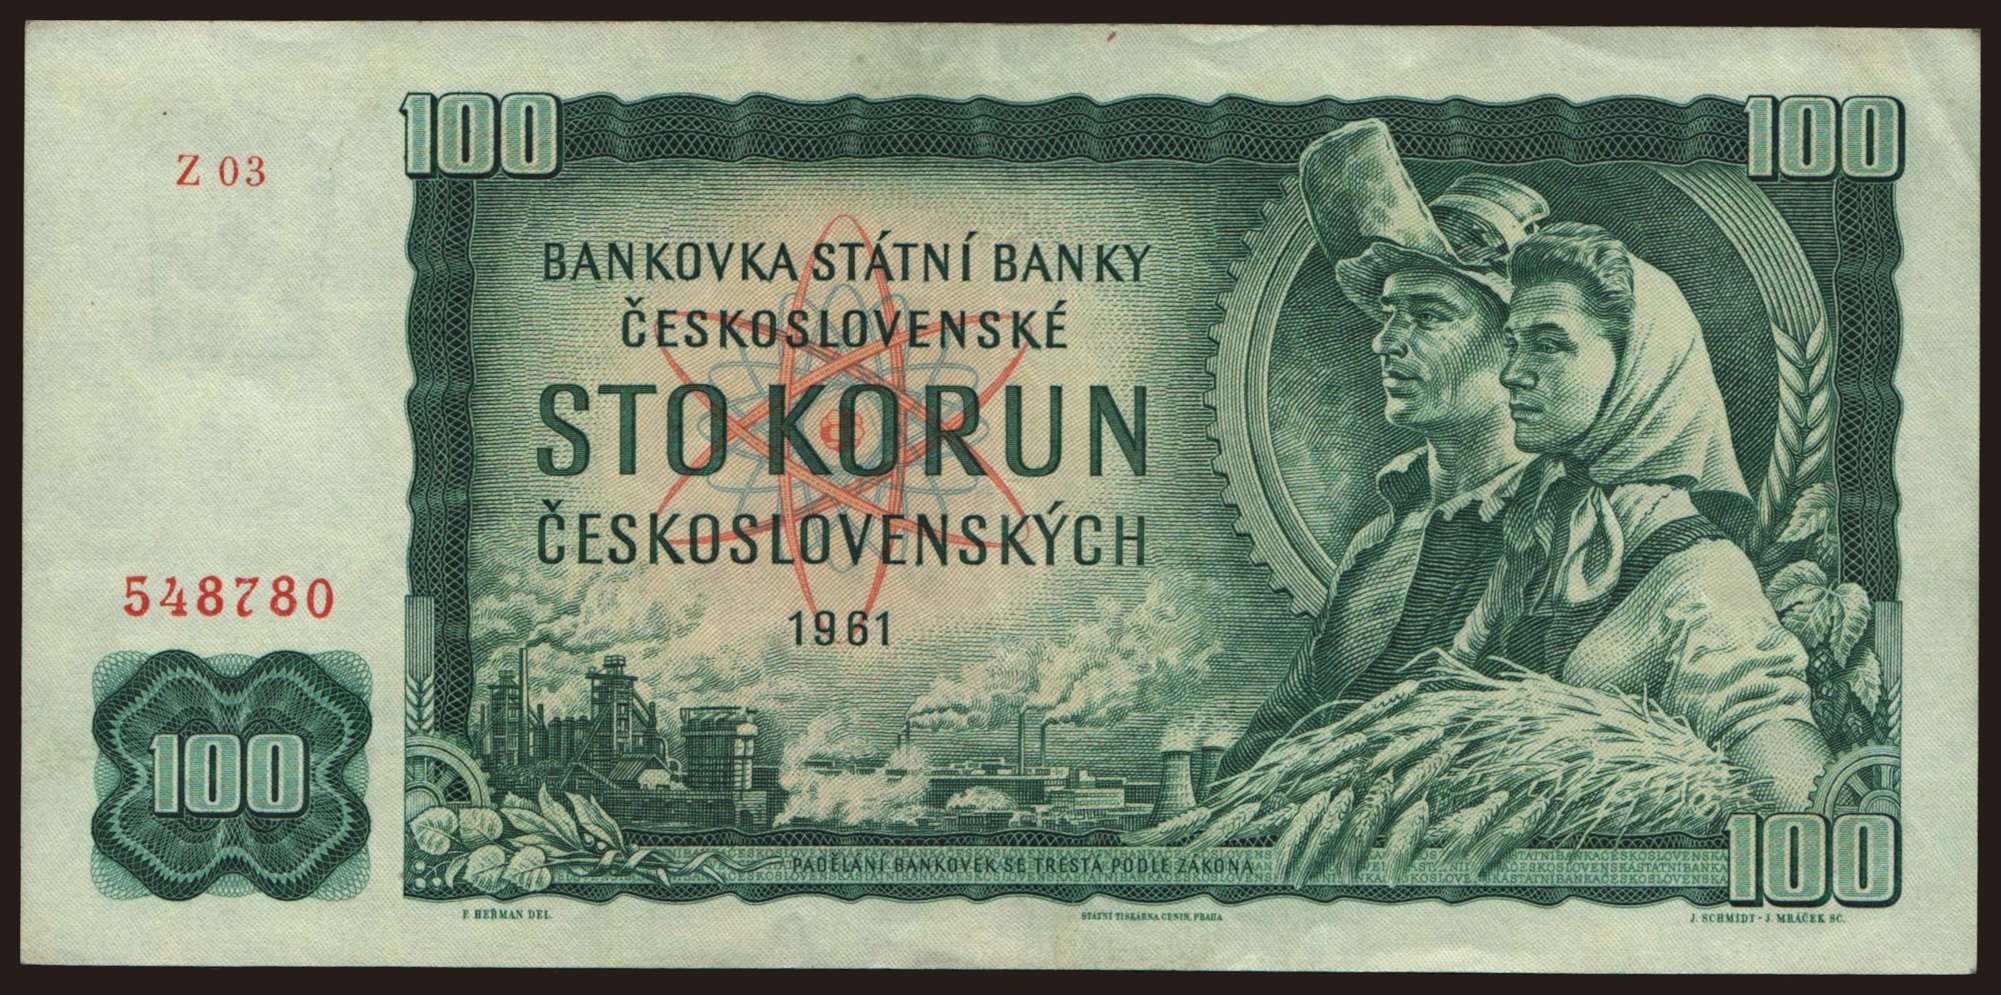 100
100
Z 03
BANKOVKA STÁTNÍ BANKY
ČESKOSLOVENSKÉ
STO KORUN
ČESKOSLOVENSKÝCH
1961
548780
100
PADĚLÁNÍ BANKOVEK SE TRESTÁ PODLE ZÁKONA
100
F. HEŘMAN DEL.
STÁTNÍ TISKÁRNA CENIN, PRAHA
J. SCHMIDT - J. MRÁČEK SC.